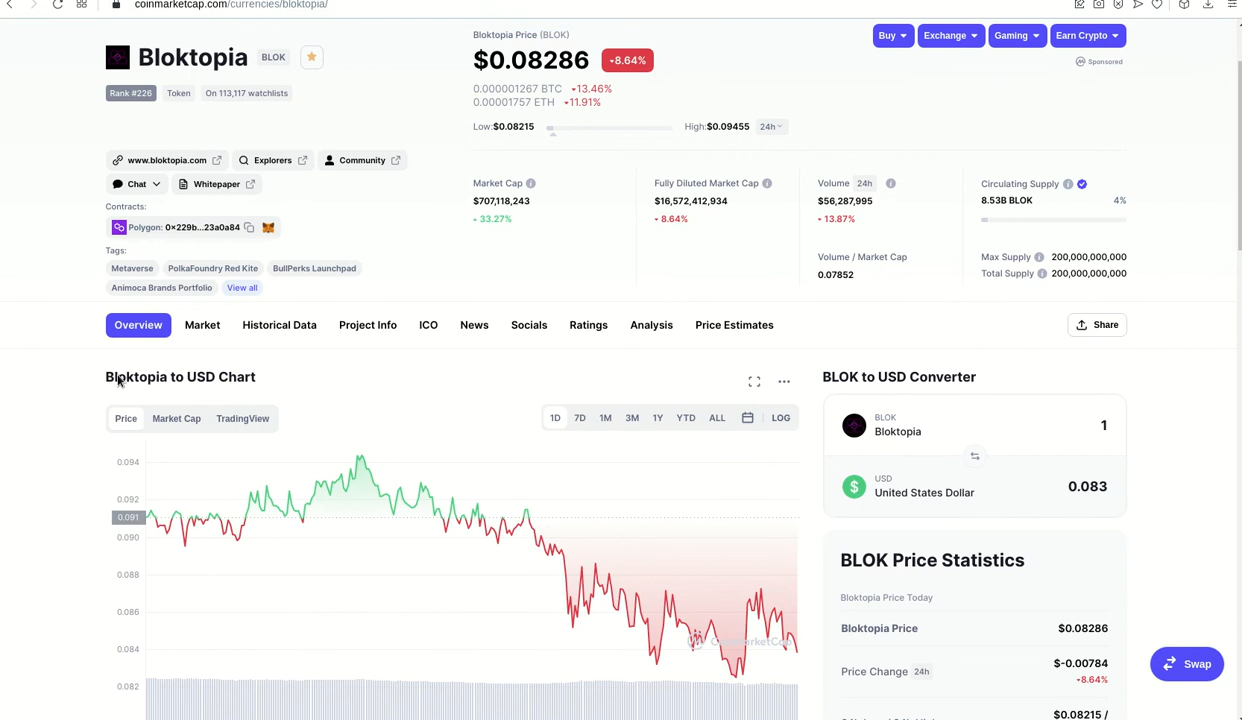 coinmarketcap.com/currencies/bloktopia/
Bloktopia BLOK
Rank #226 Token On 113,117 watchlists
www.bloktopia.com Explorers Community
Chat Whitepaper
Contracts:
Polygon: 0x229b...23a0a84
Tags:
Metaverse PolkaFoundry Red Kite BullPerks Launchpad
Animoca Brands Portfolio View all
Bloktopia Price (BLOK)
$0.08286 8.64%
0.000001267 BTC 13.46%
0.00001757 ETH 11.91%
Low:$0.08215 High:$0.09455 24h
Buy Exchange Gaming Earn Crypto
Sponsored
Market Cap
$707,118,243
33.27%
Fully Diluted Market Cap
$16,572,412,934
8.64%
Volume 24h
$56,287,995
13.87%
Volume / Market Cap
0.07852
Circulating Supply
8.53B BLOK 4%
Max Supply 200,000,000,000
Total Supply 200,000,000,000
Overview Market Historical Data Project Info ICO News Socials Ratings Analysis Price Estimates Share
Bloktopia to USD Chart
Price Market Cap TradingView 1D 7D 1M 3M 1Y YTD ALL LOG
0.094
0.092
0.091
0.090
0.088
0.086
0.084
0.082
CoinMarketCap
BLOK to USD Converter
BLOK
Bloktopia 1
USD
United States Dollar 0.083
BLOK Price Statistics
Bloktopia Price Today
Bloktopia Price $0.08286
Price Change 24h $-0.00784
8.64%
$0.08215 /
Swap